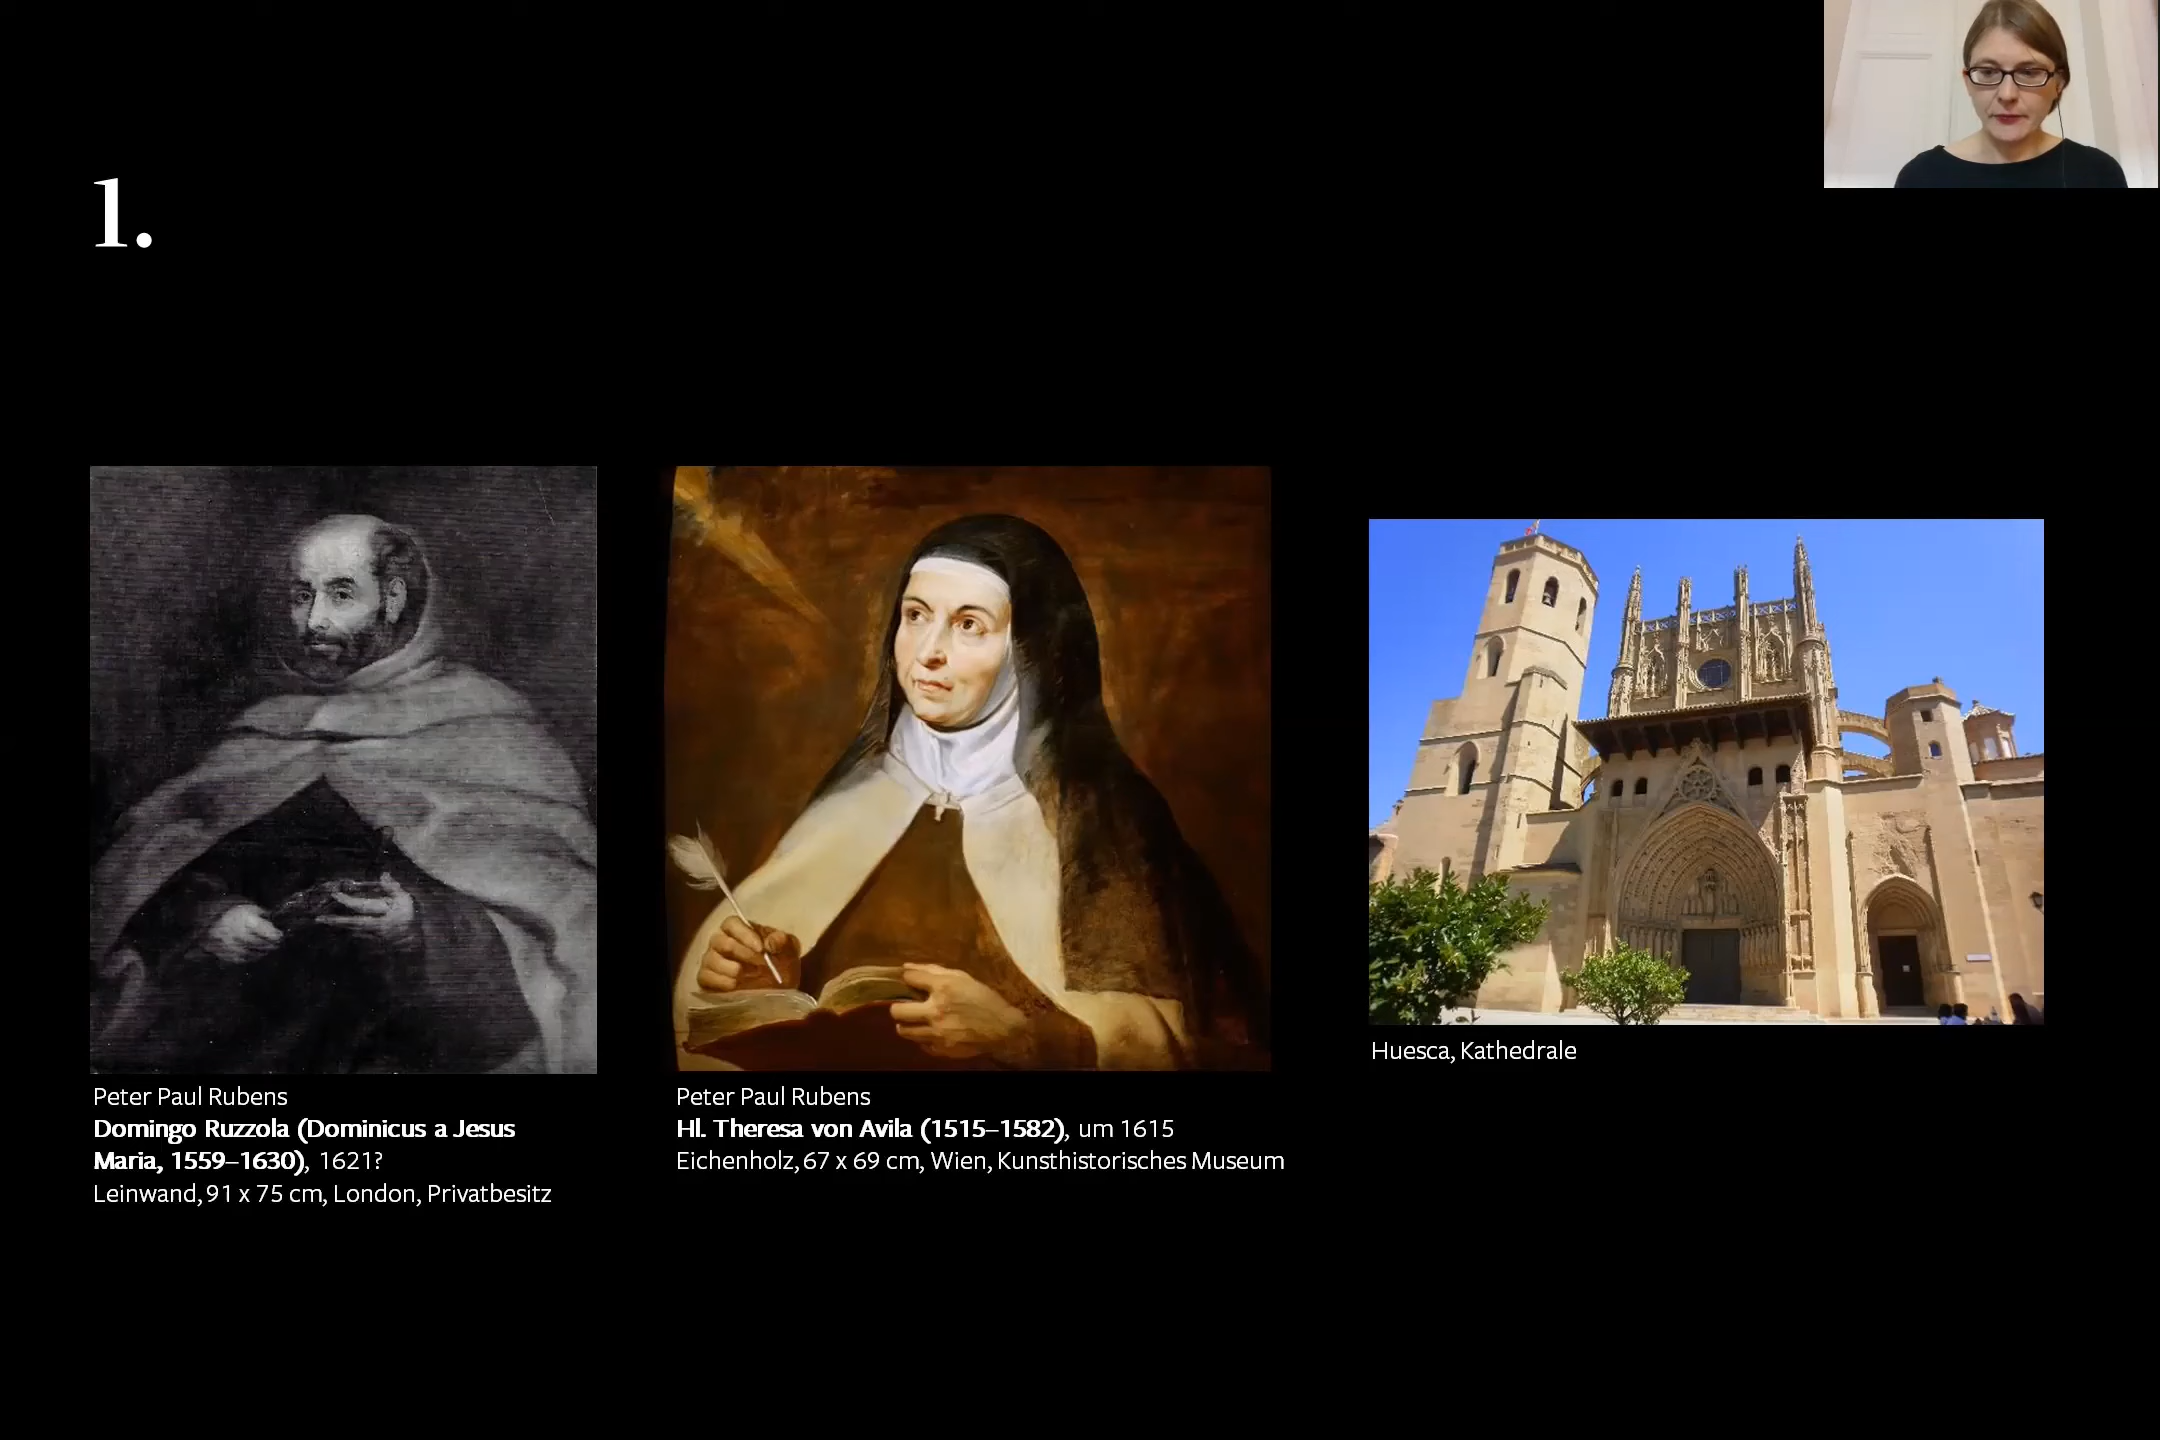 1.
Peter Paul Rubens
Domingo Ruzzola (Dominicus a Jesus
Maria, 1559–1630), 1621?
Leinwand, 91 x 75 cm, London, Privatbesitz
Peter Paul Rubens
Hl. Theresa von Avila (1515–1582), um 1615
Eichenholz, 67 x 69 cm, Wien, Kunsthistorisches Museum
Huesca, Kathedrale